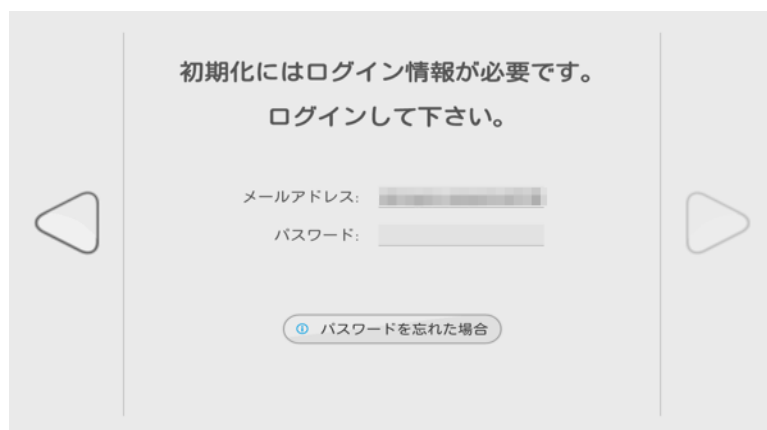 初期化にはログイン情報が必要です。
ログインして下さい。
メールアドレス:
パスワード:
パスワードを忘れた場合